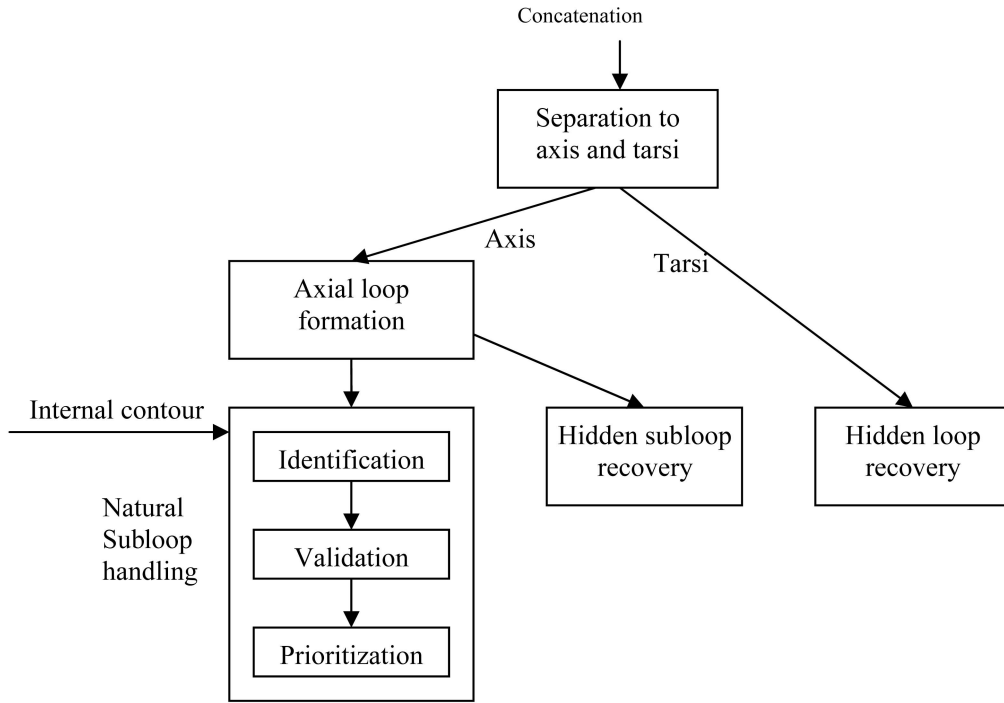 Concatenation
Separation to
axis and tarsi
Axis
Tarsi
Axial loop
formation
Internal contour
Hidden subloop
recovery
Hidden loop
recovery
Identification
Natural
Subloop
handling
Validation
Prioritization